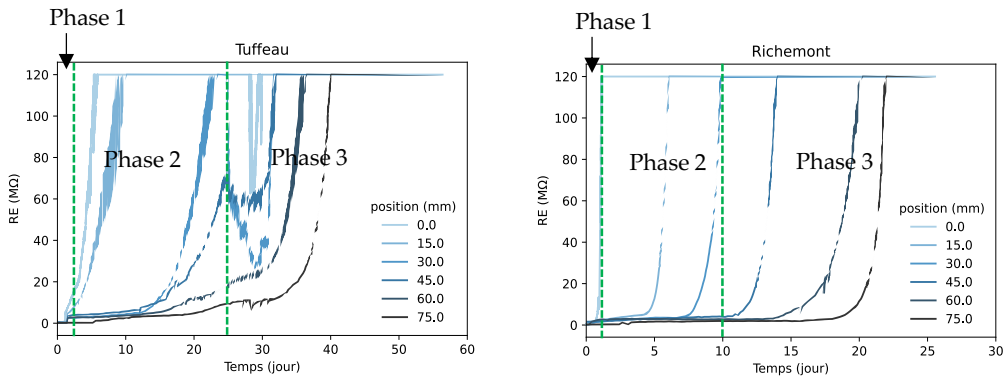 Phase 1
Tuffeau
RE (MΩ)
120
100
80
60
40
20
0
Phase 2
Phase 3
position (mm)
0.0
15.0
30.0
45.0
60.0
75.0
0 10 20 30 40 50 60
Temps (jour)
Phase 1
Richemont
RE (MΩ)
120
100
80
60
40
20
0
Phase 2
Phase 3
position (mm)
0.0
15.0
30.0
45.0
60.0
75.0
0 5 10 15 20 25 30
Temps (jour)